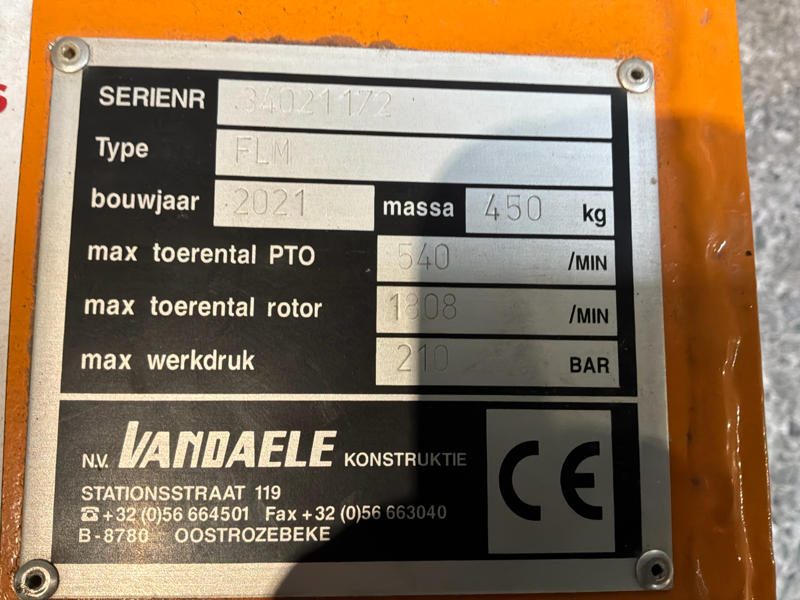 SERIENR 34021172
Type FLM
bouwjaar 2021 massa 450 kg
max toerental PTO 540 /MIN
max toerental rotor 1808 /MIN
max werkdruk 210 BAR
N.V. VANDAELE KONSTRUKTIE
STATIONSSTRAAT 119
☎ +32 (0)56 664501 Fax +32 (0)56 663040
B-8780 OOSTROZEBEKE
CE